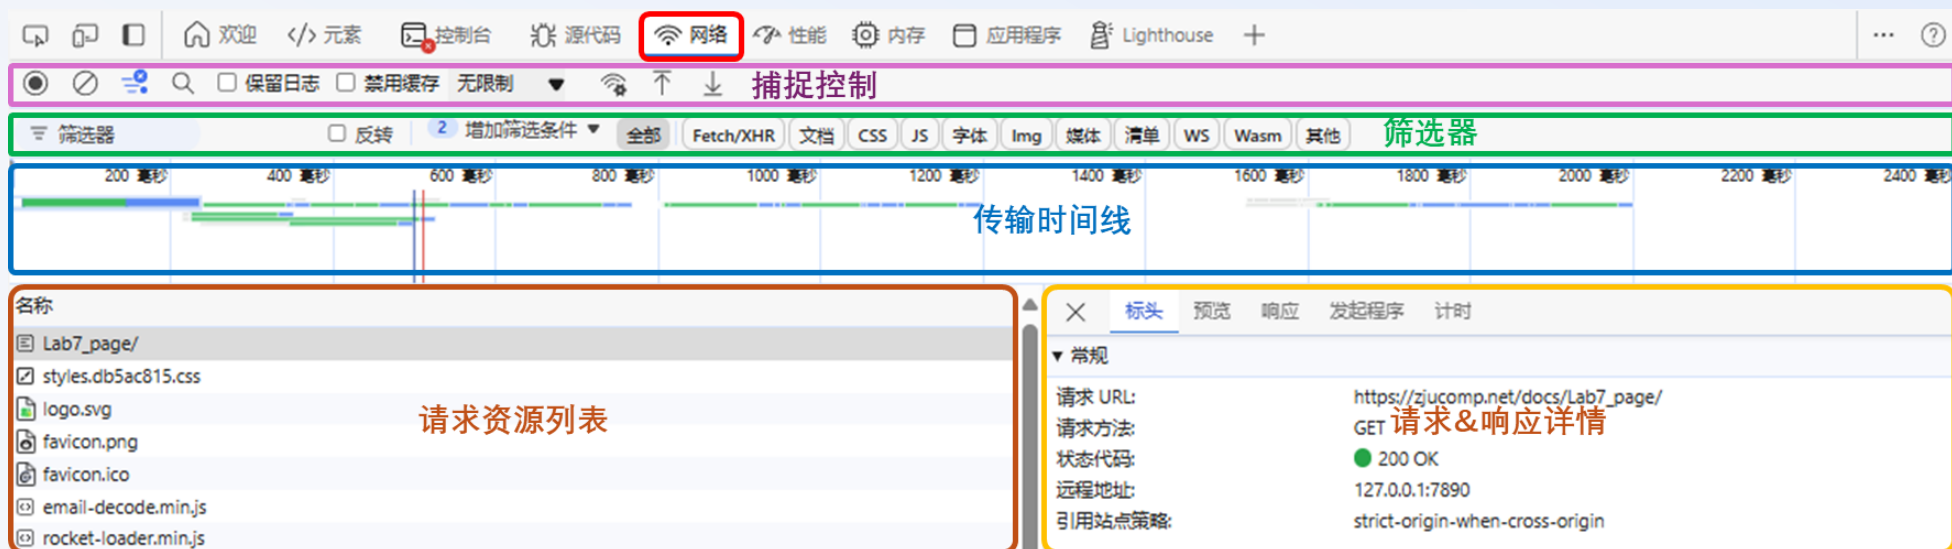 欢迎 </> 元素 控制台 源代码 网络 性能 内存 应用程序 Lighthouse
保留日志 禁用缓存 无限制 捕捉控制
筛选器 反转 2 增加筛选条件 全部 Fetch/XHR 文档 CSS JS 字体 Img 媒体 清单 WS Wasm 其他 筛选器
200 毫秒 400 毫秒 600 毫秒 800 毫秒 1000 毫秒 1200 毫秒 1400 毫秒 1600 毫秒 1800 毫秒 2000 毫秒 2200 毫秒 2400 毫秒
传输时间线
名称
Lab7_page/
styles.db5ac815.css
logo.svg
favicon.png
favicon.ico
email-decode.min.js
rocket-loader.min.js
请求资源列表
标头 预览 响应 发起程序 计时
常规
请求 URL: https://zjucomp.net/docs/Lab7_page/
请求方法: GET
请求&响应详情
状态代码: 200 OK
远程地址: 127.0.0.1:7890
引用站点策略: strict-origin-when-cross-origin